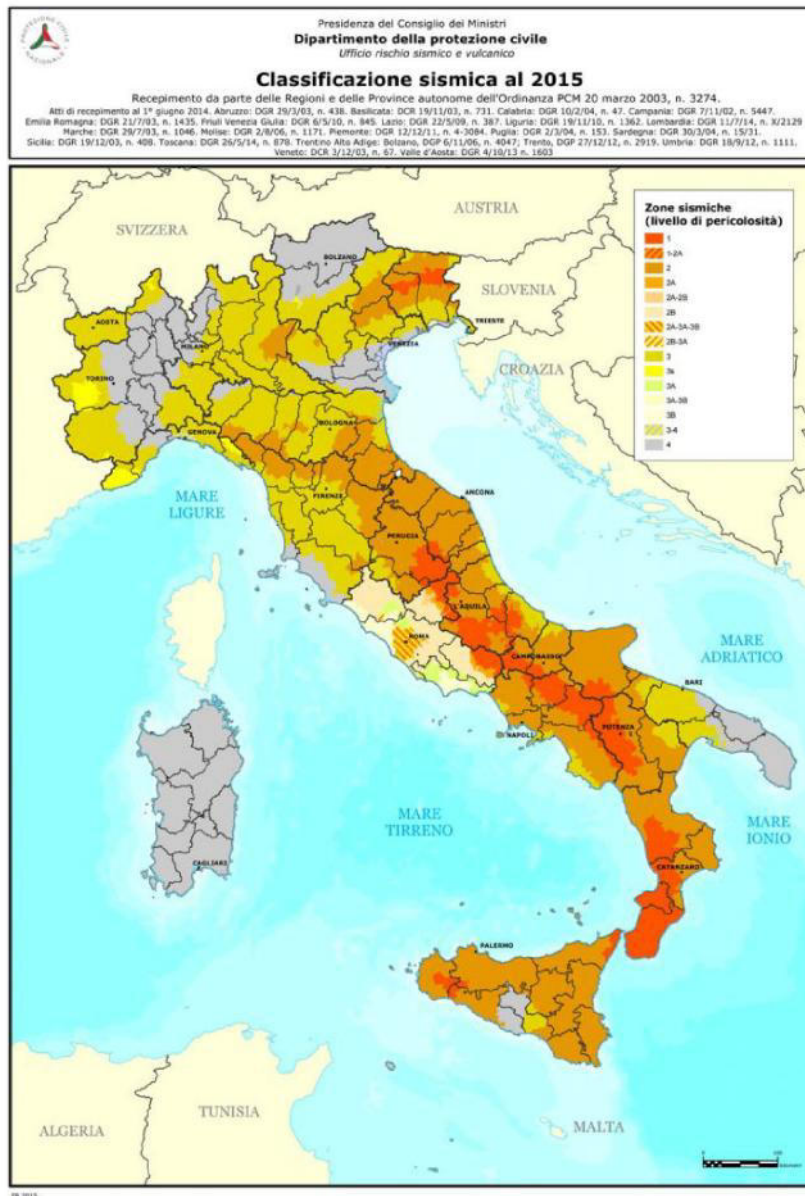 PROTEZIONE CIVILE
NAZIONALE
Presidenza del Consiglio dei Ministri
Dipartimento della protezione civile
Ufficio rischio sismico e vulcanico
Classificazione sismica al 2015
Recepimento da parte delle Regioni e delle Province autonome dell'Ordinanza PCM 20 marzo 2003, n. 3274.
Atti di recepimento al 1° giugno 2014. Abruzzo: DGR 29/3/03, n. 438. Basilicata: DCR 19/11/03, n. 731. Calabria: DGR 10/2/04, n. 47. Campania: DGR 7/11/02, n. 5447.
Emilia Romagna: DGR 21/7/03, n. 1435. Friuli Venezia Giulia: DGR 6/5/10, n. 845. Lazio: DGR 22/5/09, n. 387. Liguria: DGR 19/11/10, n. 1362. Lombardia: DGR 11/7/14, n. X/2129
Marche: DGR 29/7/03, n. 1046. Molise: DGR 2/8/06, n. 1171. Piemonte: DGR 12/12/11, n. 4-3084. Puglia: DGR 2/3/04, n. 153. Sardegna: DGR 30/3/04, n. 15/31.
Sicilia: DGR 19/12/03, n. 408. Toscana: DGR 26/5/14, n. 878. Trentino Alto Adige: Bolzano, DGP 6/11/06, n. 4047; Trento, DGP 27/12/12, n. 2919. Umbria: DGR 18/9/12, n. 1111.
Veneto: DCR 3/12/03, n. 67. Valle d'Aosta: DGR 4/10/13 n. 1603
AUSTRIA
SVIZZERA
Zone sismiche
(livello di pericolosità)
1
1-2A
2
2A
2A-2B
2B
2A-3A-3B
2B-3A
3
3s
3A
3A-3B
3B
3-4
4
BOLZANO
SLOVENIA
AOSTA
TRIESTE
MILANO
VENEZIA
CROAZIA
TORINO
BOLOGNA
GENOVA
FIRENZE
ANCONA
MARE
LIGURE
PERUGIA
L'AQUILA
ROMA
CAMPOBASSO
MARE
ADRIATICO
BARI
NAPOLI
POTENZA
MARE
TIRRENO
MARE
IONIO
CAGLIARI
CATANZARO
PALERMO
TUNISIA
ALGERIA
MALTA